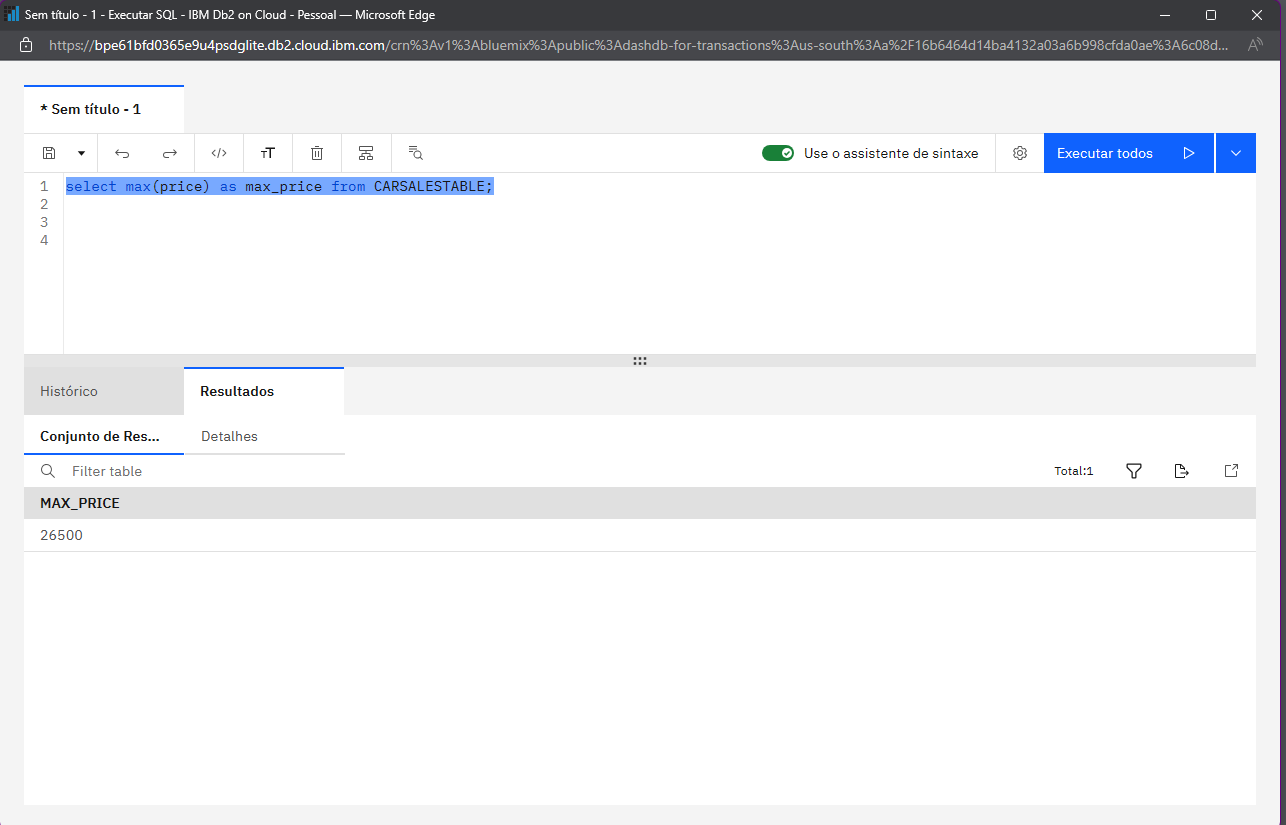 Sem título - 1 - Executar SQL - IBM Db2 on Cloud - Pessoal — Microsoft Edge
https://bpe61bfd0365e9u4psdglite.db2.cloud.ibm.com/crn%3Av1%3Abluemix%3Apublic%3Adashdb-for-transactions%3Aus-south%3Aa%2F16b6464d14ba4132a03a6b998cfda0ae%3A6c08d...
* Sem título - 1
Use o assistente de sintaxe
Executar todos
1 select max(price) as max_price from CARSALESTABLE;
2
3
4
Histórico
Resultados
Conjunto de Res...
Detalhes
Filter table
Total:1
MAX_PRICE
26500